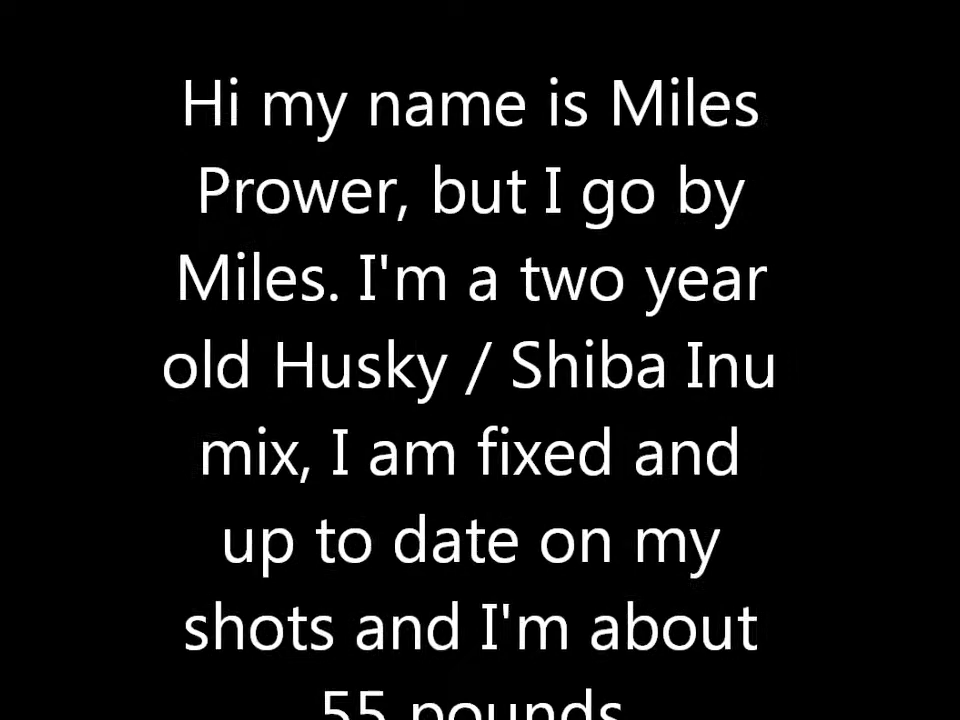 Hi my name is Miles
Prower, but I go by
Miles. I'm a two year
old Husky / Shiba Inu
mix, I am fixed and
up to date on my
shots and I'm about
55 pounds